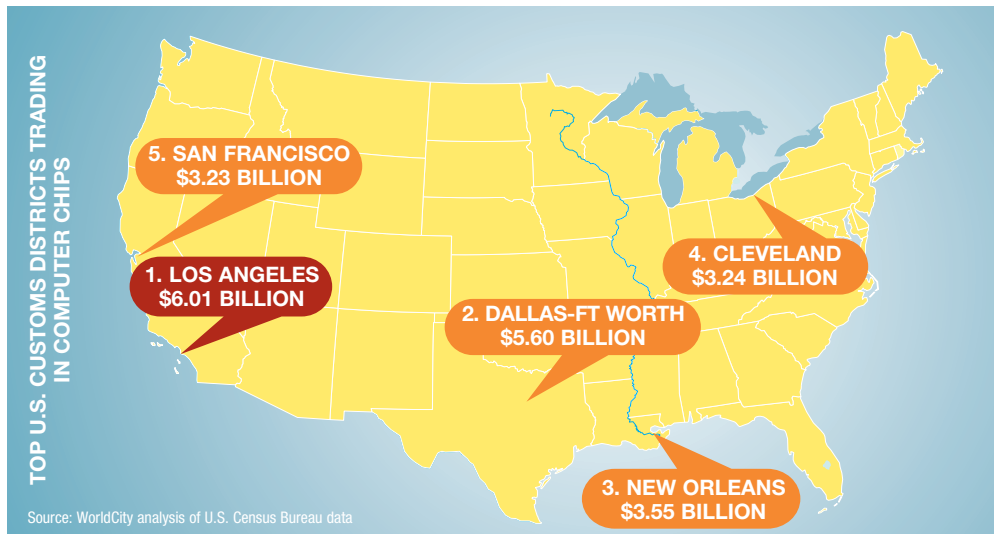 TOP U.S. CUSTOMS DISTRICTS TRADING
IN COMPUTER CHIPS
5. SAN FRANCISCO
$3.23 BILLION
1. LOS ANGELES
$6.01 BILLION
4. CLEVELAND
$3.24 BILLION
2. DALLAS-FT WORTH
$5.60 BILLION
3. NEW ORLEANS
$3.55 BILLION
Source: WorldCity analysis of U.S. Census Bureau data